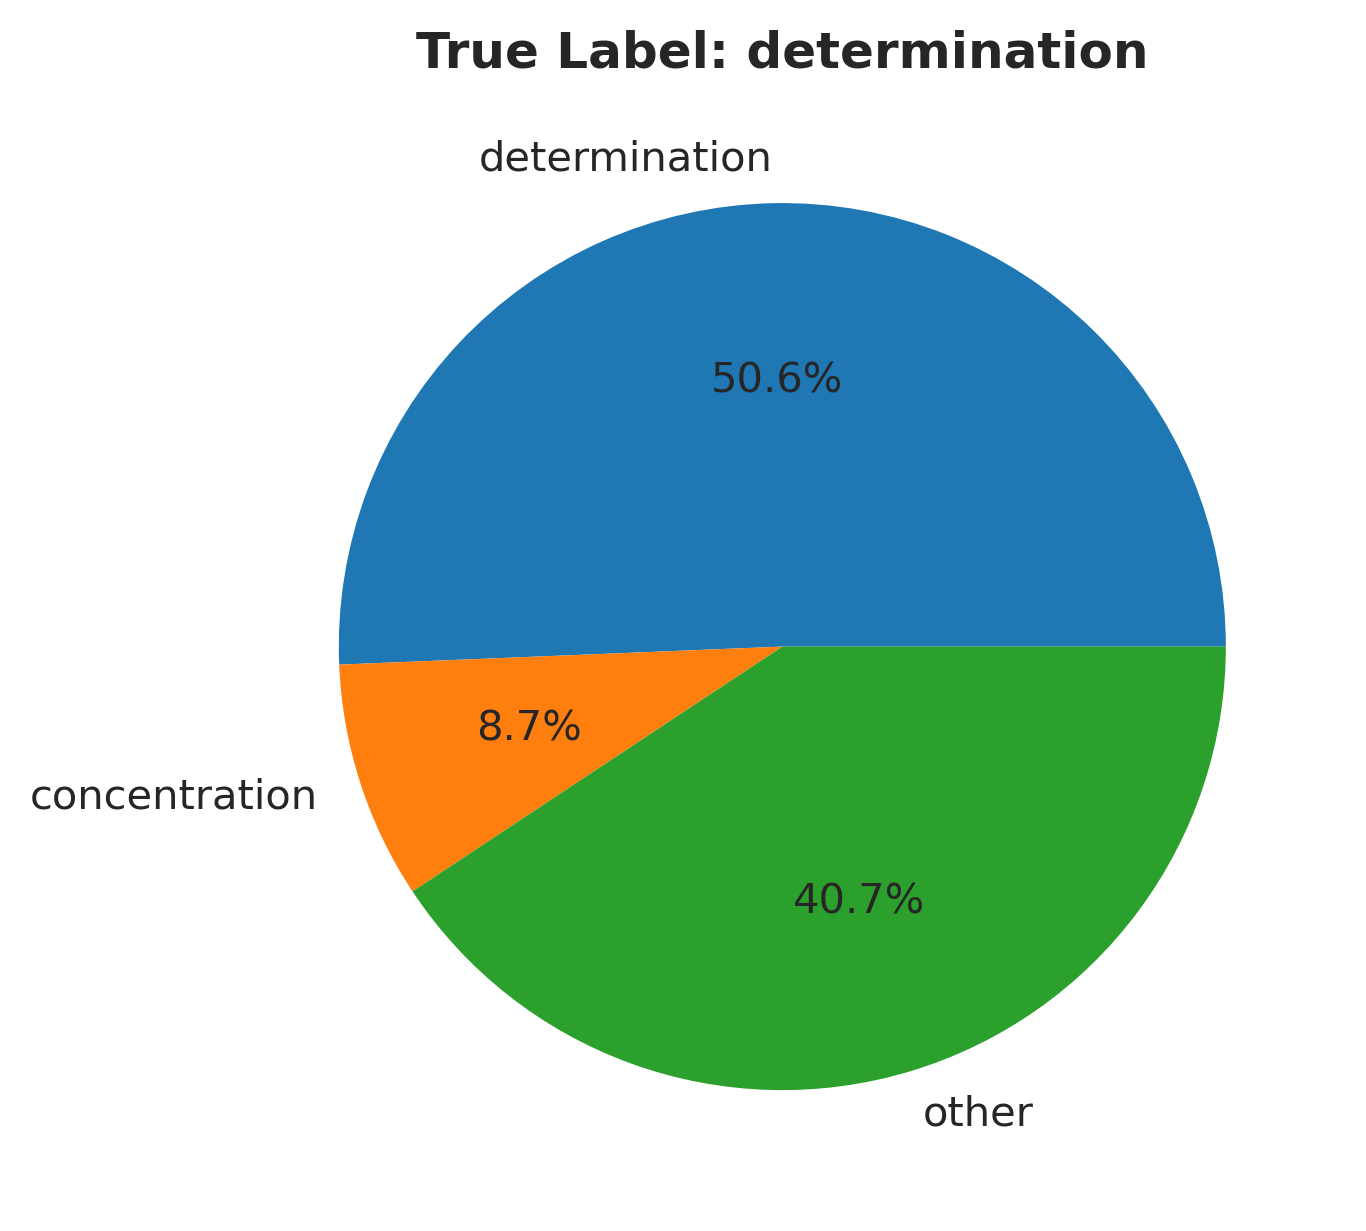 True Label: determination
determination
50.6%
8.7%
concentration
40.7%
other